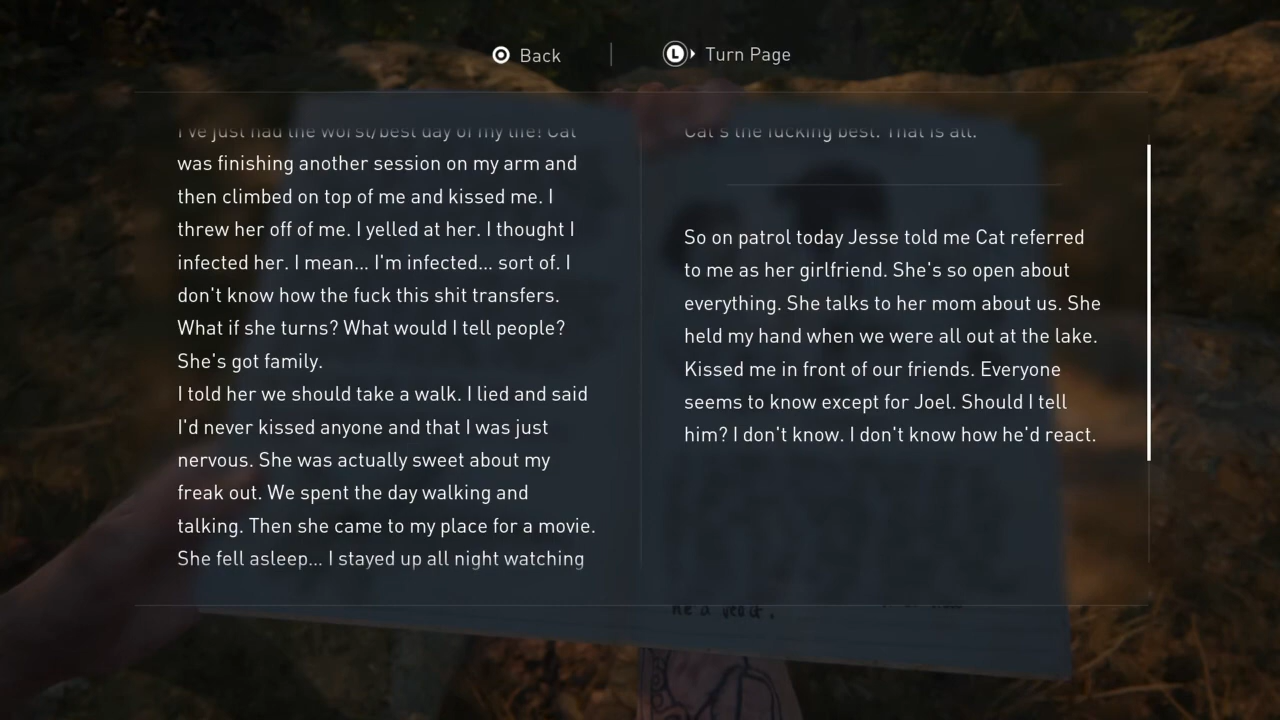 Back
L
Turn Page
I've just had the worst/best day of my life! Cat
was finishing another session on my arm and
then climbed on top of me and kissed me. I
threw her off of me. I yelled at her. I thought I
infected her. I mean... I'm infected... sort of. I
don't know how the fuck this shit transfers.
What if she turns? What would I tell people?
She's got family.
I told her we should take a walk. I lied and said
I'd never kissed anyone and that I was just
nervous. She was actually sweet about my
freak out. We spent the day walking and
talking. Then she came to my place for a movie.
She fell asleep... I stayed up all night watching
Cat's the fucking best. That is all.
So on patrol today Jesse told me Cat referred
to me as her girlfriend. She's so open about
everything. She talks to her mom about us. She
held my hand when we were all out at the lake.
Kissed me in front of our friends. Everyone
seems to know except for Joel. Should I tell
him? I don't know. I don't know how he'd react.